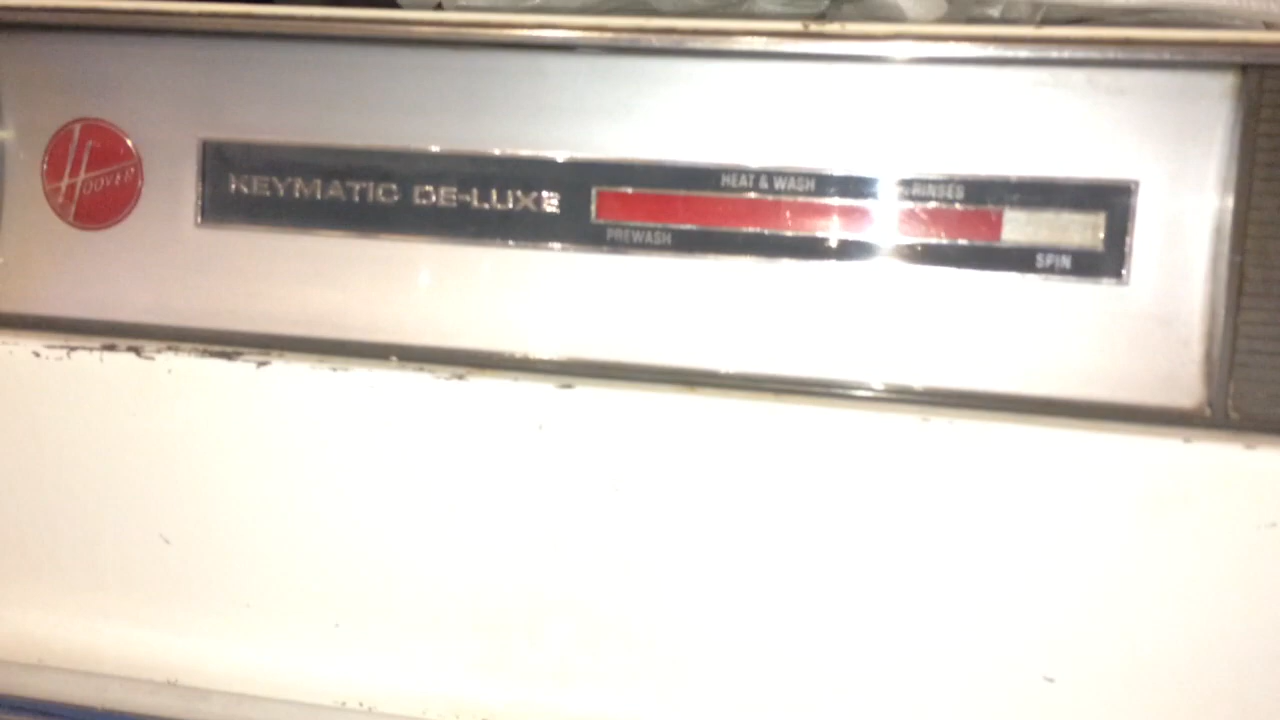 HOOVER
KEYMATIC DE-LUXE
HEAT & WASH
RINSES
PREWASH
SPIN